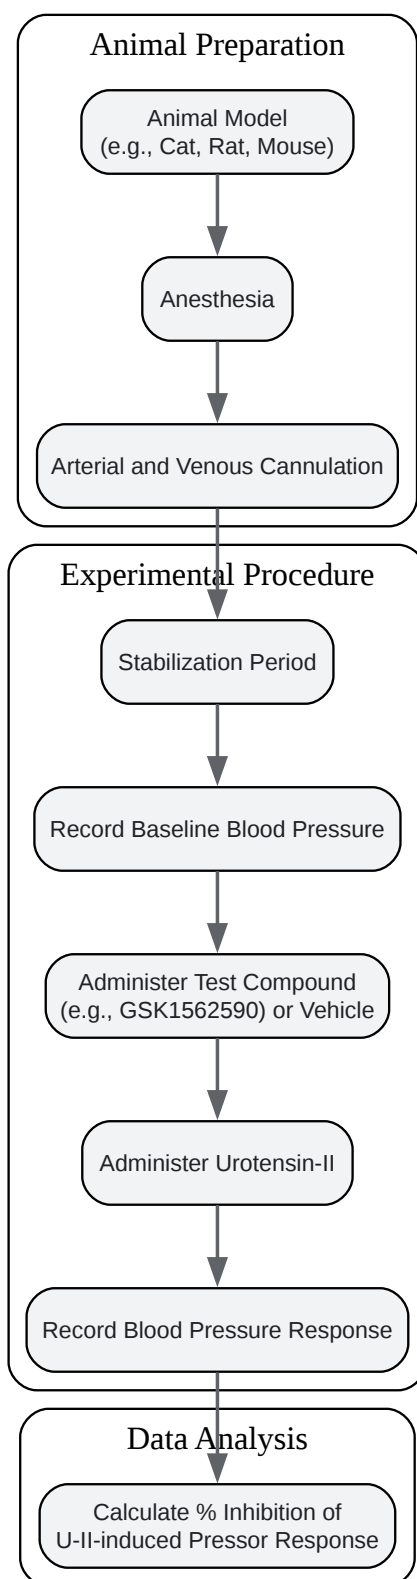 Animal Preparation
Animal Model
(e.g., Cat, Rat, Mouse)
Anesthesia
Arterial and Venous Cannulation
Experimental Procedure
Stabilization Period
Record Baseline Blood Pressure
Administer Test Compound
(e.g., GSK1562590) or Vehicle
Administer Urotensin-II
Record Blood Pressure Response
Data Analysis
Calculate % Inhibition of
U-II-induced Pressor Response